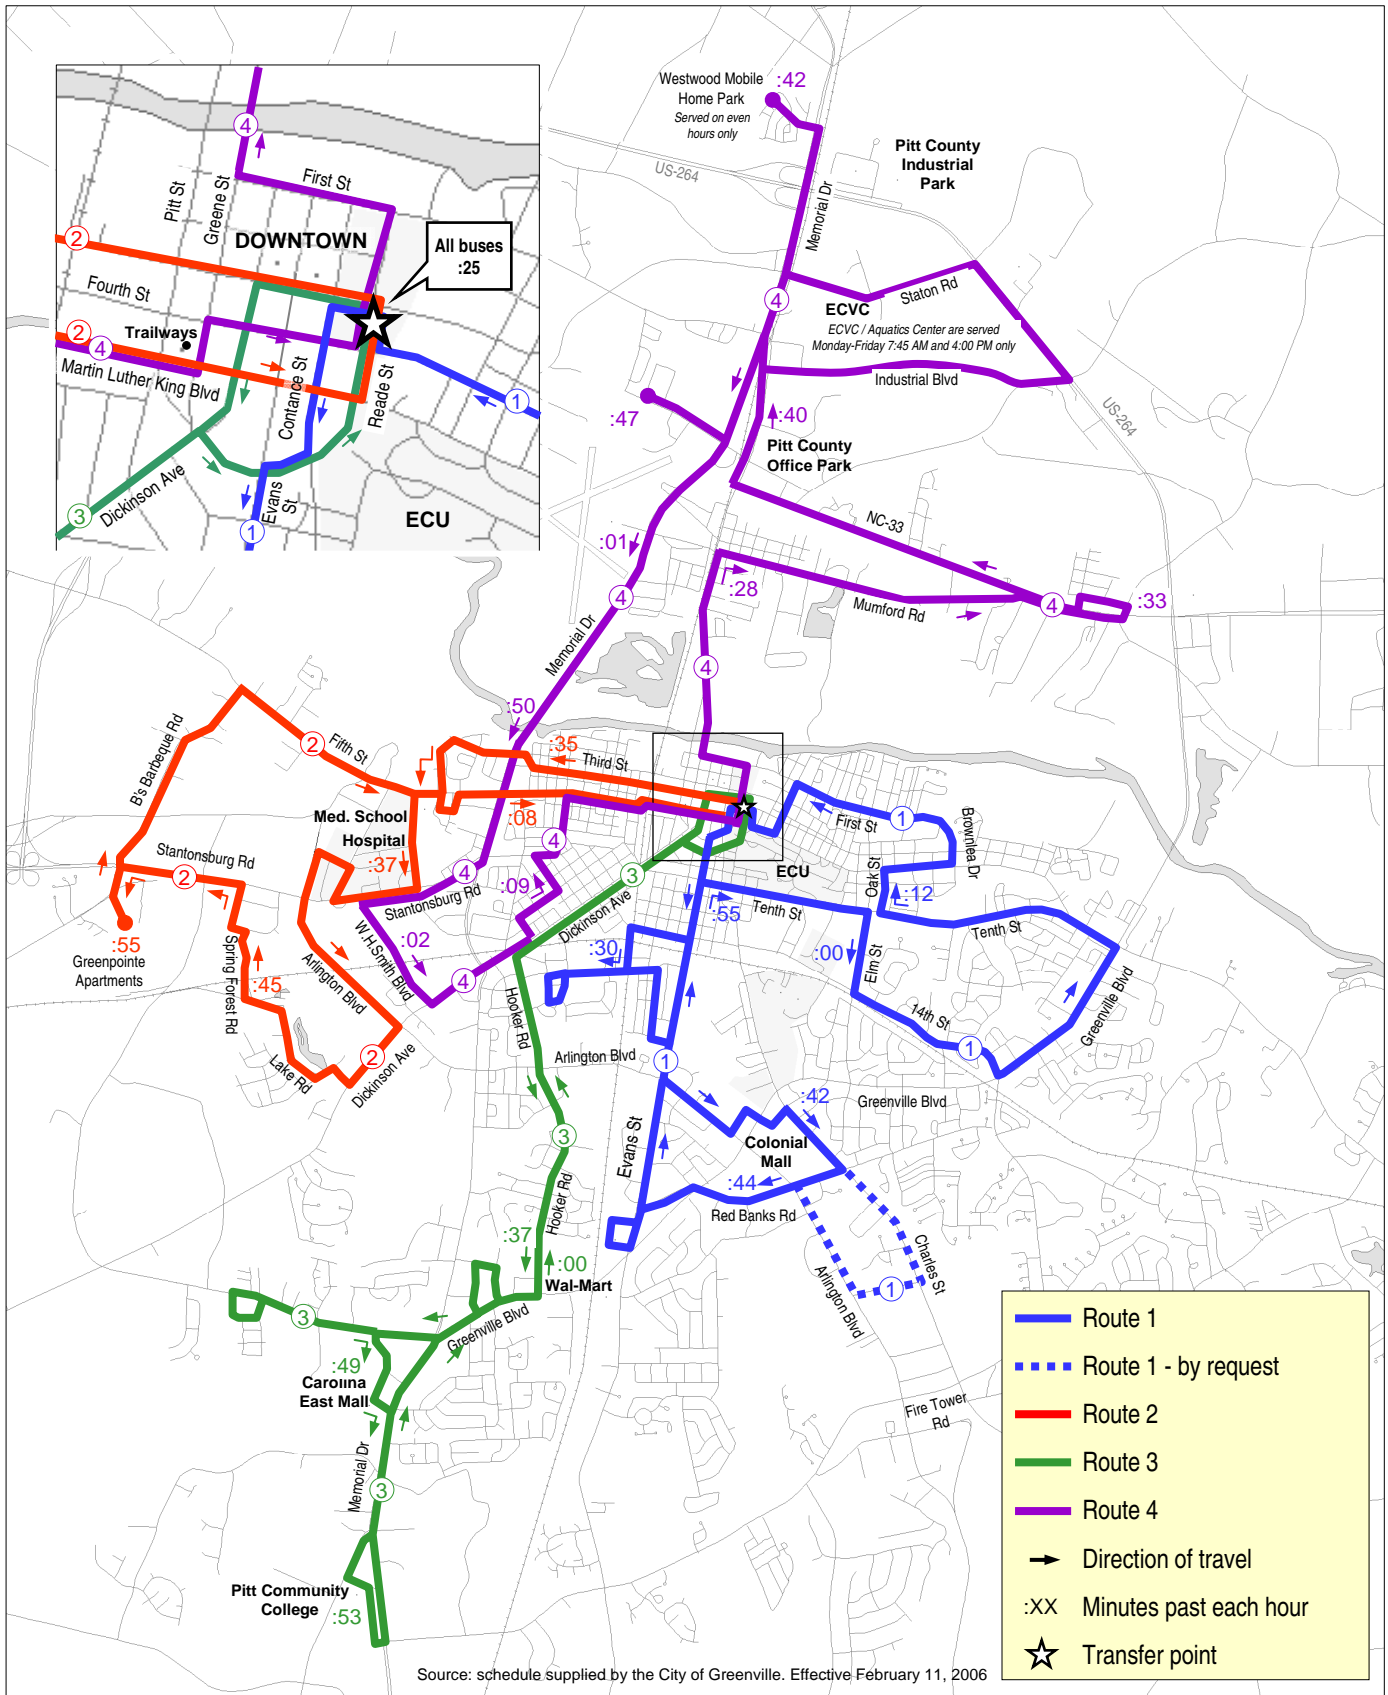 Pitt St
Greene St
First St
DOWNTOWN
All buses
:25
2
4
Fourth St
Trailways
2
4
Martin Luther King Blvd
Contance St
Reade St
1
Dickinson Ave
3
Evans
St
1
ECU
Westwood Mobile
Home Park
Served on even
hours only
:42
Pitt County
Industrial
Park
US-264
Memorial Dr
4
Staton Rd
ECVC
ECVC / Aquatics Center are served
Monday-Friday 7:45 AM and 4:00 PM only
Industrial Blvd
US-264
:47
:40
Pitt County
Office Park
NC-33
:01
4
:28
Mumford Rd
4
:33
Memorial Dr
4
:50
B's Barbeque Rd
2
Fifth St
:35
Third St
Med. School
Hospital
:08
:37
4
First St
1
Brownlea Dr
Oak St
ECU
Stantonsburg Rd
2
4
Stantonsburg Rd
:09
3
Dickinson Ave
:55
Tenth St
:12
Tenth St
:55
Greenpointe
Apartments
Spring Forest Rd
:45
Arlington Blvd
W.H.Smith Blvd
:02
4
:30
:00
Elm St
14th St
1
Greenville Blvd
Hooker Rd
Lake Rd
2
Dickinson Ave
Arlington Blvd
1
:42
Greenville Blvd
3
Evans St
Colonial
Mall
:44
Red Banks Rd
Hooker Rd
:37
:00
Wal-Mart
Charles St
1
Arlington Blvd
3
Greenville Blvd
:49
Carolina
East Mall
Fire Tower
Rd
Memorial Dr
3
Pitt Community
College
:53
Route 1
Route 1 - by request
Route 2
Route 3
Route 4
Direction of travel
:XX Minutes past each hour
Transfer point
Source: schedule supplied by the City of Greenville. Effective February 11, 2006